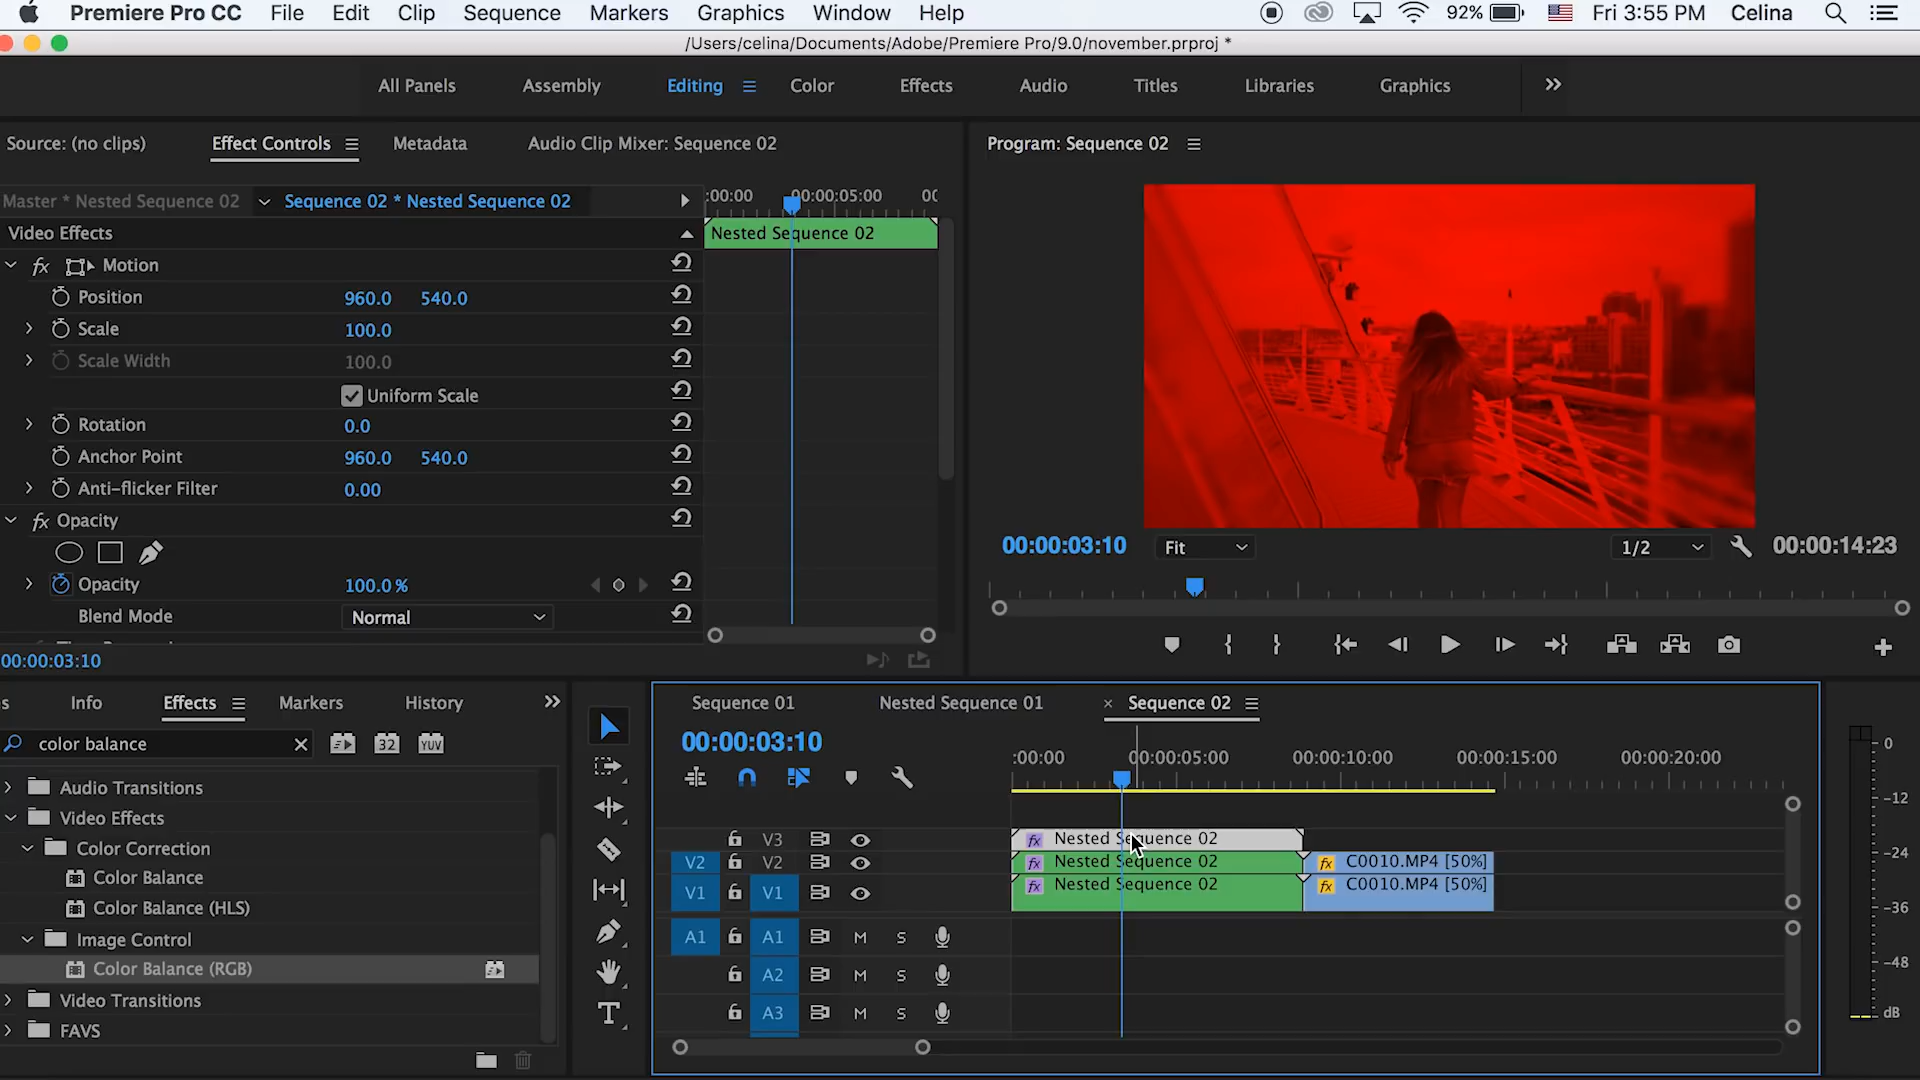 Premiere Pro CC File Edit Clip Sequence Markers Graphics Window Help 92% Fri 3:55 PM Celina
/Users/celina/Documents/Adobe/Premiere Pro/9.0/november.prproj *
All Panels Assembly Editing Color Effects Audio Titles Libraries Graphics
Source: (no clips) Effect Controls Metadata Audio Clip Mixer: Sequence 02
Master * Nested Sequence 02 Sequence 02 * Nested Sequence 02
:00:00 00:00:05:00 00
Video Effects
Nested Sequence 02
fx Motion
Position 960.0 540.0
Scale 100.0
Scale Width 100.0
Uniform Scale
Rotation 0.0
Anchor Point 960.0 540.0
Anti-flicker Filter 0.00
fx Opacity
Opacity 100.0 %
Blend Mode Normal
00:00:03:10
Program: Sequence 02
00:00:03:10 Fit 1/2 00:00:14:23
s Info Effects Markers History
color balance 32 YUV
Audio Transitions
Video Effects
Color Correction
Color Balance
Color Balance (HLS)
Image Control
Color Balance (RGB)
Video Transitions
FAVS
Sequence 01 Nested Sequence 01 × Sequence 02
00:00:03:10
:00:00 00:00:05:00 00:00:10:00 00:00:15:00 00:00:20:00
V3 fx Nested Sequence 02
V2 V2 fx Nested Sequence 02 fx C0010.MP4 [50%]
V1 V1 fx Nested Sequence 02 fx C0010.MP4 [50%]
A1 A1 M S
A2 M S
A3 M S
T
0
-12
-24
-36
-48
dB